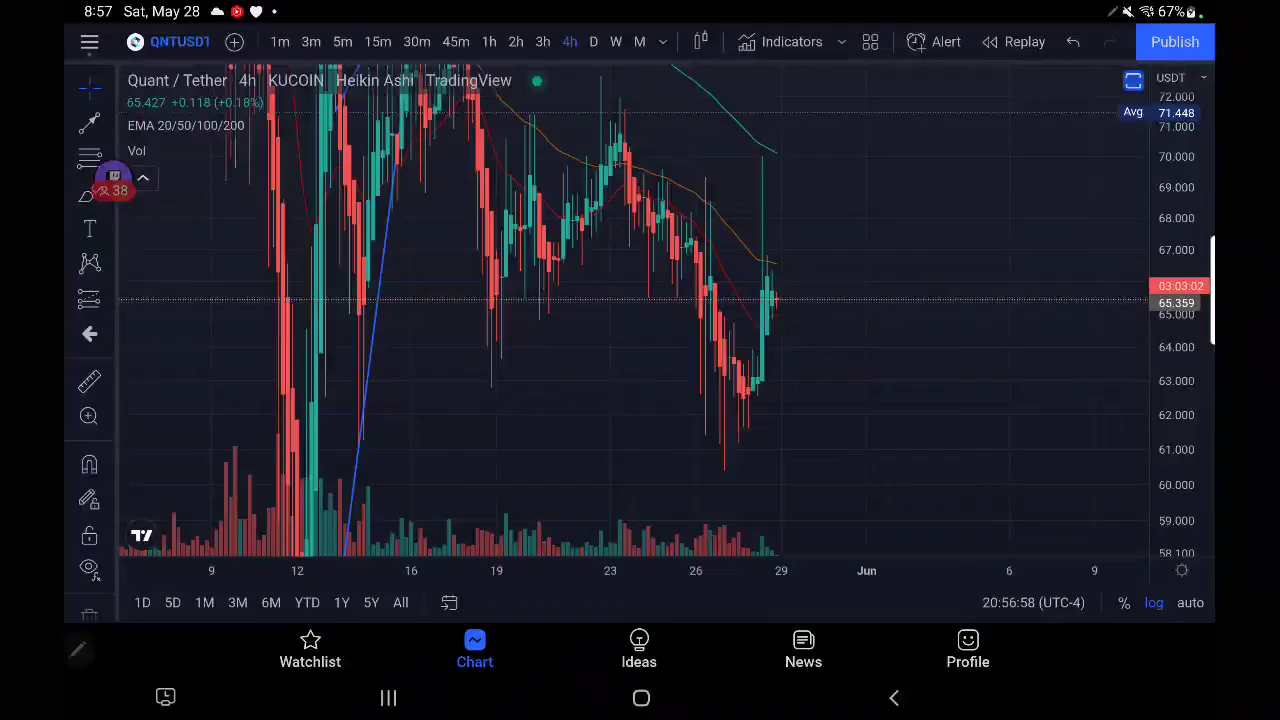 8:57 Sat, May 28 67%
QNTUSDT 1m 3m 5m 15m 30m 45m 1h 2h 3h 4h D W M Indicators Alert Replay Publish
Quant / Tether 4h KUCOIN Heikin Ashi TradingView
USDT
65.427 +0.118 (+0.18%)
EMA 20/50/100/200
Vol
38
T
72.000
Avg 71.448
71.000
70.000
69.000
68.000
67.000
03:03:02
65.359
65.000
64.000
63.000
62.000
61.000
60.000
59.000
58.100
9 12 16 19 23 26 29 Jun 6 9
1D 5D 1M 3M 6M YTD 1Y 5Y All 20:56:58 (UTC-4) % log auto
Watchlist Chart Ideas News Profile